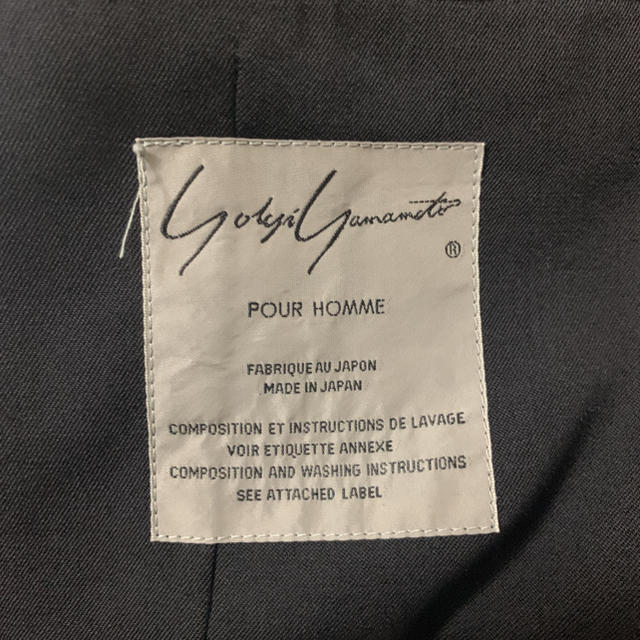 Yohji Yamamoto
®
POUR HOMME
FABRIQUE AU JAPON
MADE IN JAPAN
COMPOSITION ET INSTRUCTIONS DE LAVAGE
VOIR ETIQUETTE ANNEXE
COMPOSITION AND WASHING INSTRUCTIONS
SEE ATTACHED LABEL